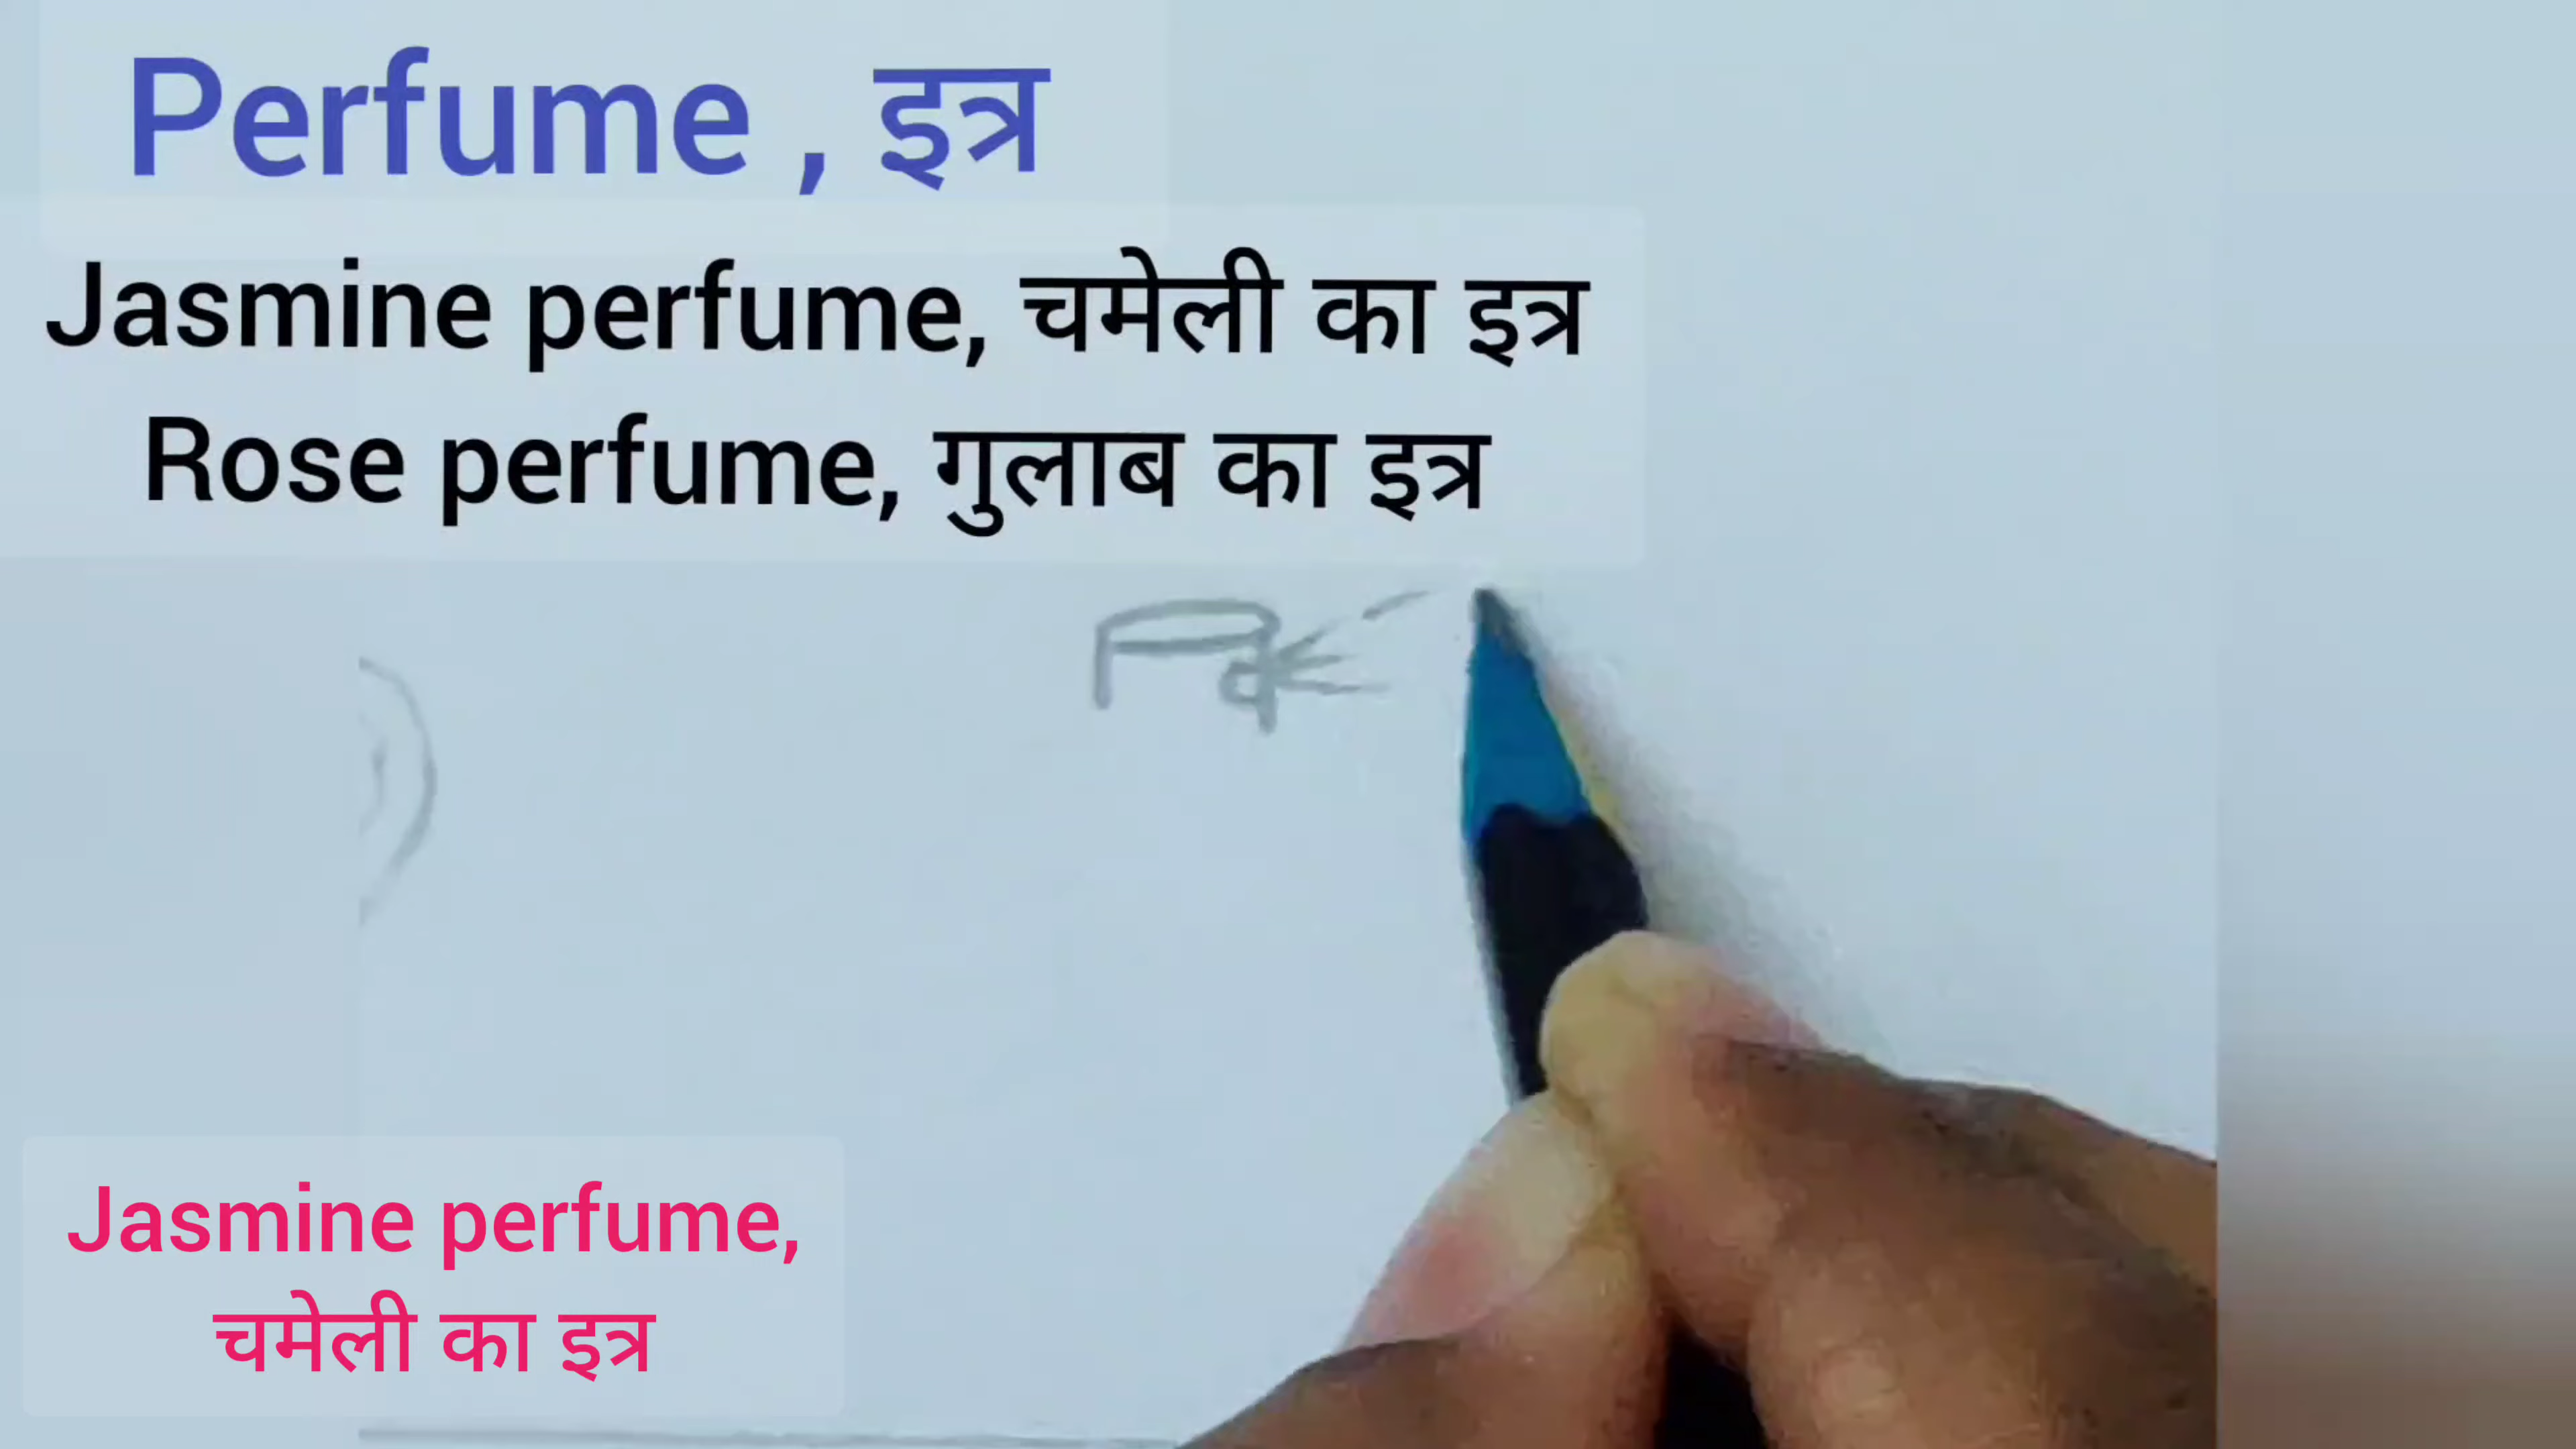 Perfume , इत्र
Jasmine perfume, चमेली का इत्र
Rose perfume, गुलाब का इत्र
Jasmine perfume,
चमेली का इत्र